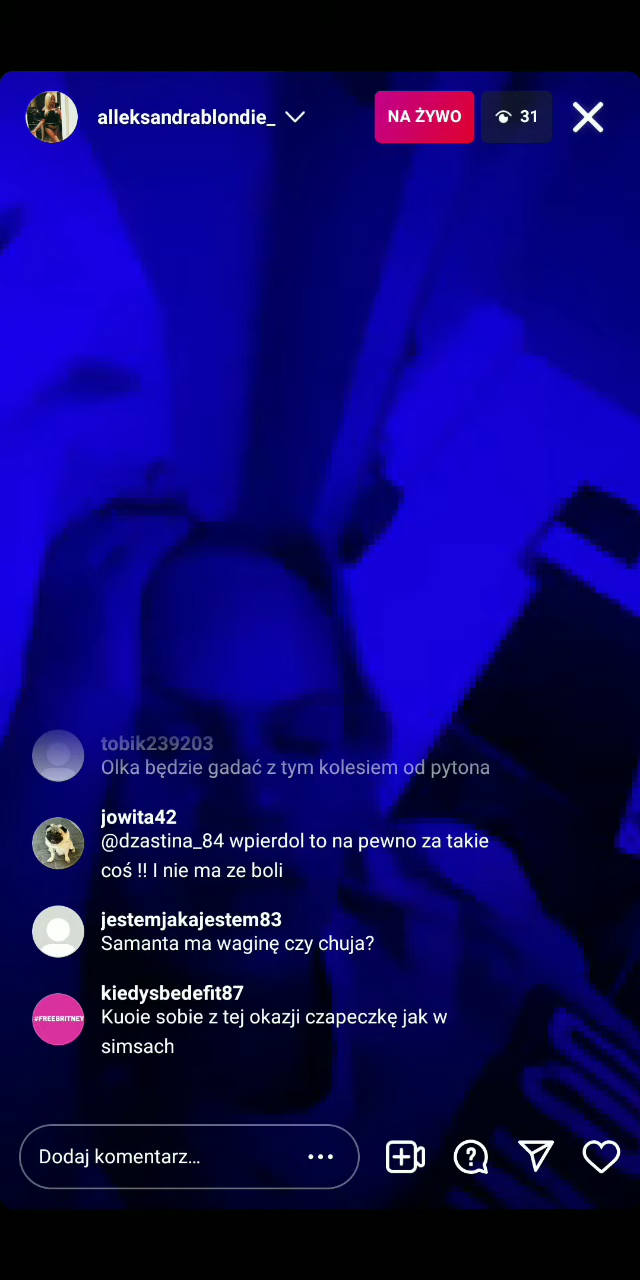 alleksandrablondie_
NA ŻYWO
31
tobik239203
Olka będzie gadać z tym kolesiem od pytona
jowita42
@dzastina_84 wpierdol to na pewno za takie
coś !! I nie ma ze boli
jestemjakajestem83
Samanta ma waginę czy chuja?
kiedysbedefit87
#FREEBRITNEY
Kuoie sobie z tej okazji czapeczkę jak w
simsach
Dodaj komentarz...